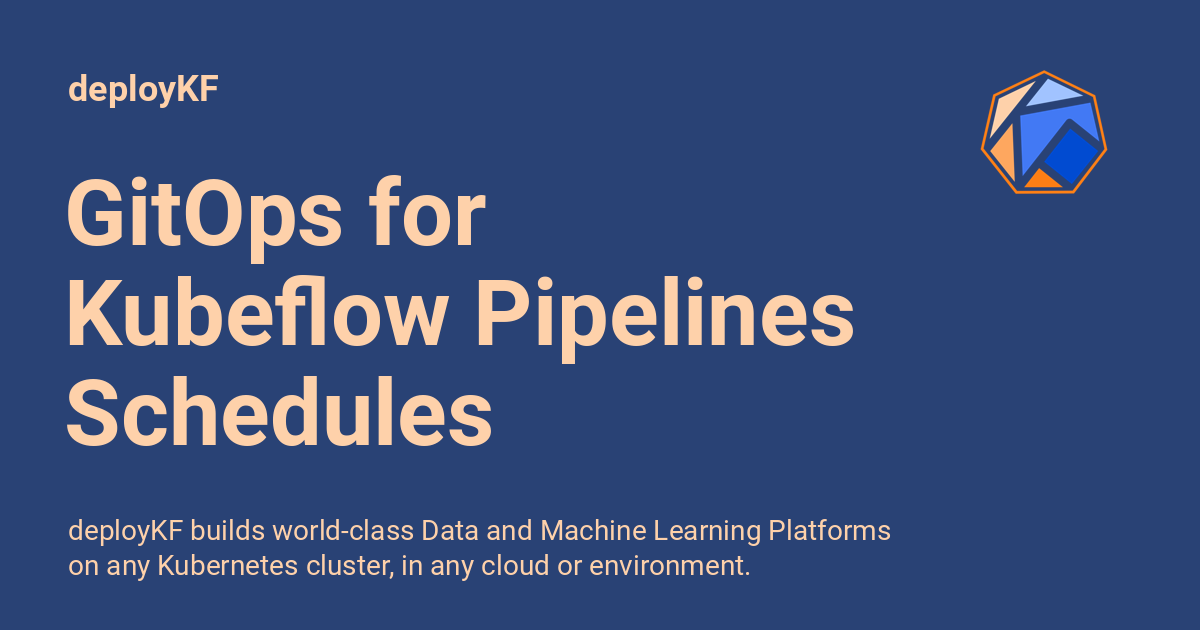 deployKF
GitOps for
Kubeflow Pipelines
Schedules
deployKF builds world-class Data and Machine Learning Platforms
on any Kubernetes cluster, in any cloud or environment.